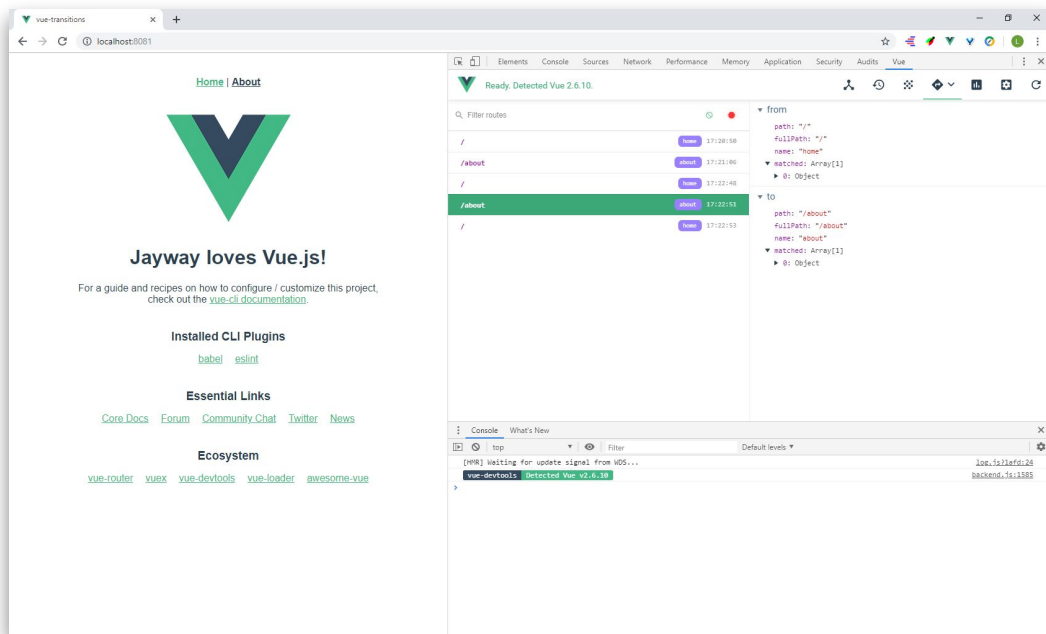 vue-transitions
localhost:8081
Home | About
Jayway loves Vue.js!
For a guide and recipes on how to configure / customize this project,
check out the vue-cli documentation.
Installed CLI Plugins
babel eslint
Essential Links
Core Docs Forum Community Chat Twitter News
Ecosystem
vue-router vuex vue-devtools vue-loader awesome-vue
Elements Console Sources Network Performance Memory Application Security Audits Vue
Ready. Detected Vue 2.6.10.
Filter routes
/ home 17:20:50
/about about 17:21:06
/ home 17:22:48
/about about 17:22:51
/ home 17:22:53
from
path: "/"
fullPath: "/"
name: "home"
matched: Array[1]
0: Object
to
path: "/about"
fullPath: "/about"
name: "about"
matched: Array[1]
0: Object
Console What's New
top Filter Default levels
[HMR] Waiting for update signal from WDS... log.js?1afd:24
vue-devtools Detected Vue v2.6.10 backend.js:1585
L